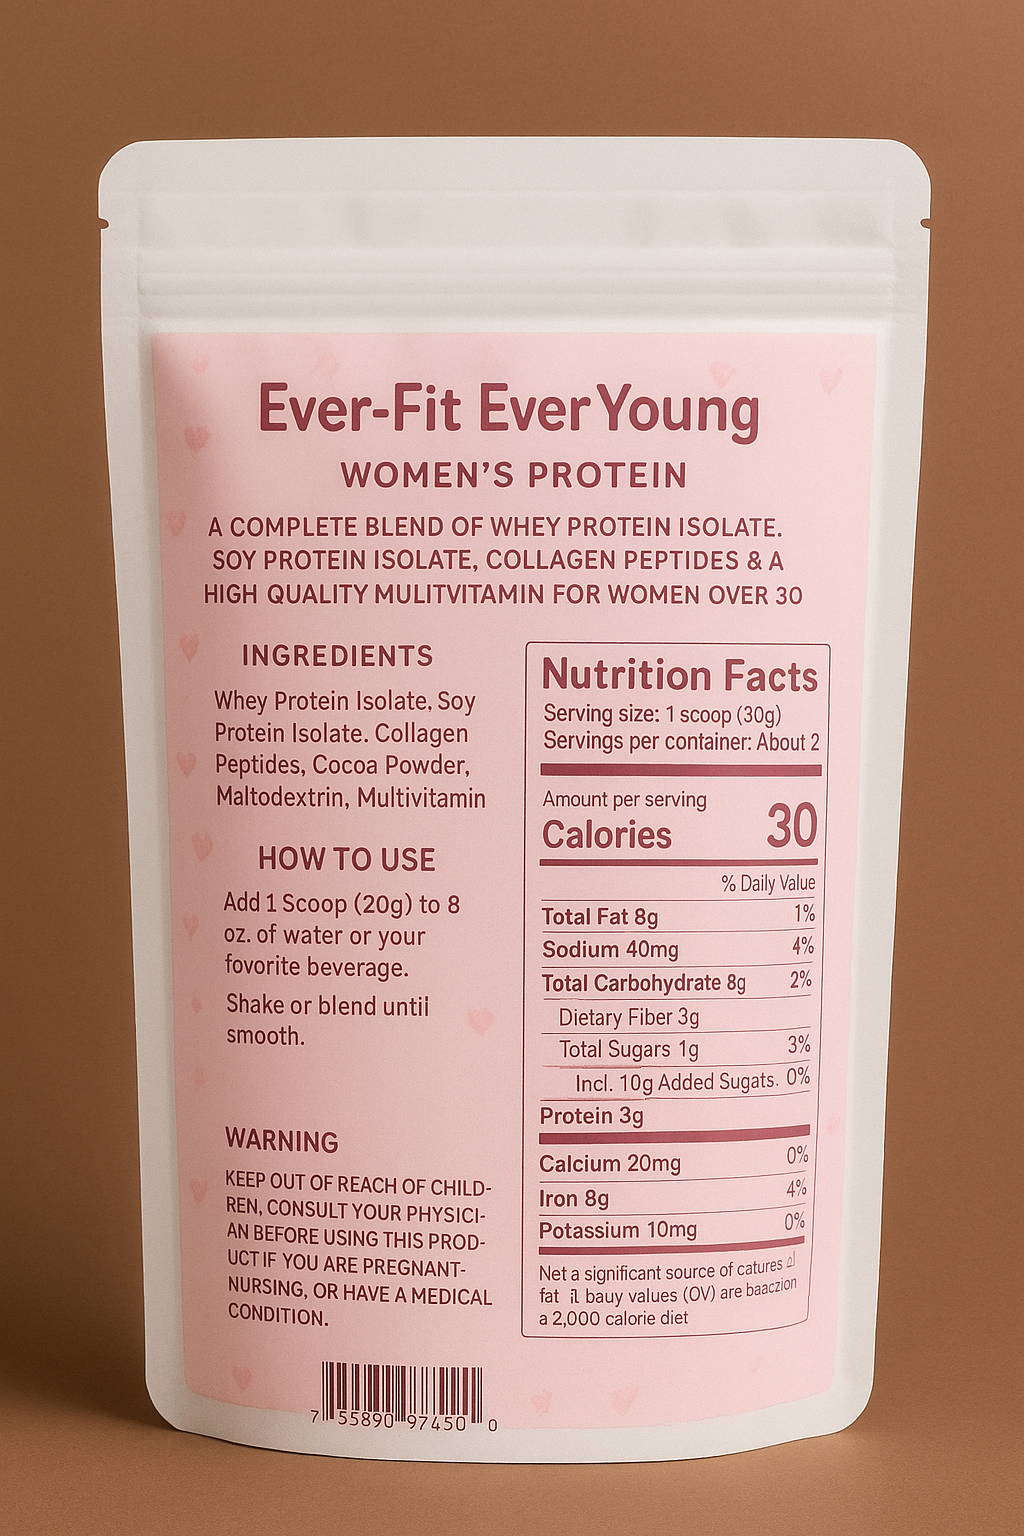 Ever-Fit Ever Young
WOMEN'S PROTEIN
A COMPLETE BLEND OF WHEY PROTEIN ISOLATE.
SOY PROTEIN ISOLATE, COLLAGEN PEPTIDES & A
HIGH QUALITY MULITVITAMIN FOR WOMEN OVER 30
INGREDIENTS
Whey Protein Isolate, Soy
Protein Isolate. Collagen
Peptides, Cocoa Powder,
Maltodextrin, Multivitamin
HOW TO USE
Add 1 Scoop (20g) to 8
oz. of water or your
fovorite beverage.
Shake or blend until
smooth.
WARNING
KEEP OUT OF REACH OF CHILD-
REN, CONSULT YOUR PHYSICI-
AN BEFORE USING THIS PROD-
UCT IF YOU ARE PREGNANT-
NURSING, OR HAVE A MEDICAL
CONDITION.
Nutrition Facts
Serving size: 1 scoop (30g)
Servings per container: About 2
Amount per serving
Calories 30
% Daily Value
Total Fat 8g 1%
Sodium 40mg 4%
Total Carbohydrate 8g 2%
Dietary Fiber 3g
Total Sugars 1g 3%
Incl. 10g Added Sugats. 0%
Protein 3g
Calcium 20mg 0%
Iron 8g 4%
Potassium 10mg 0%
Net a significant source of catures
fat bauy values (OV) are baaczion
a 2,000 calorie diet
7 55890 97450 0